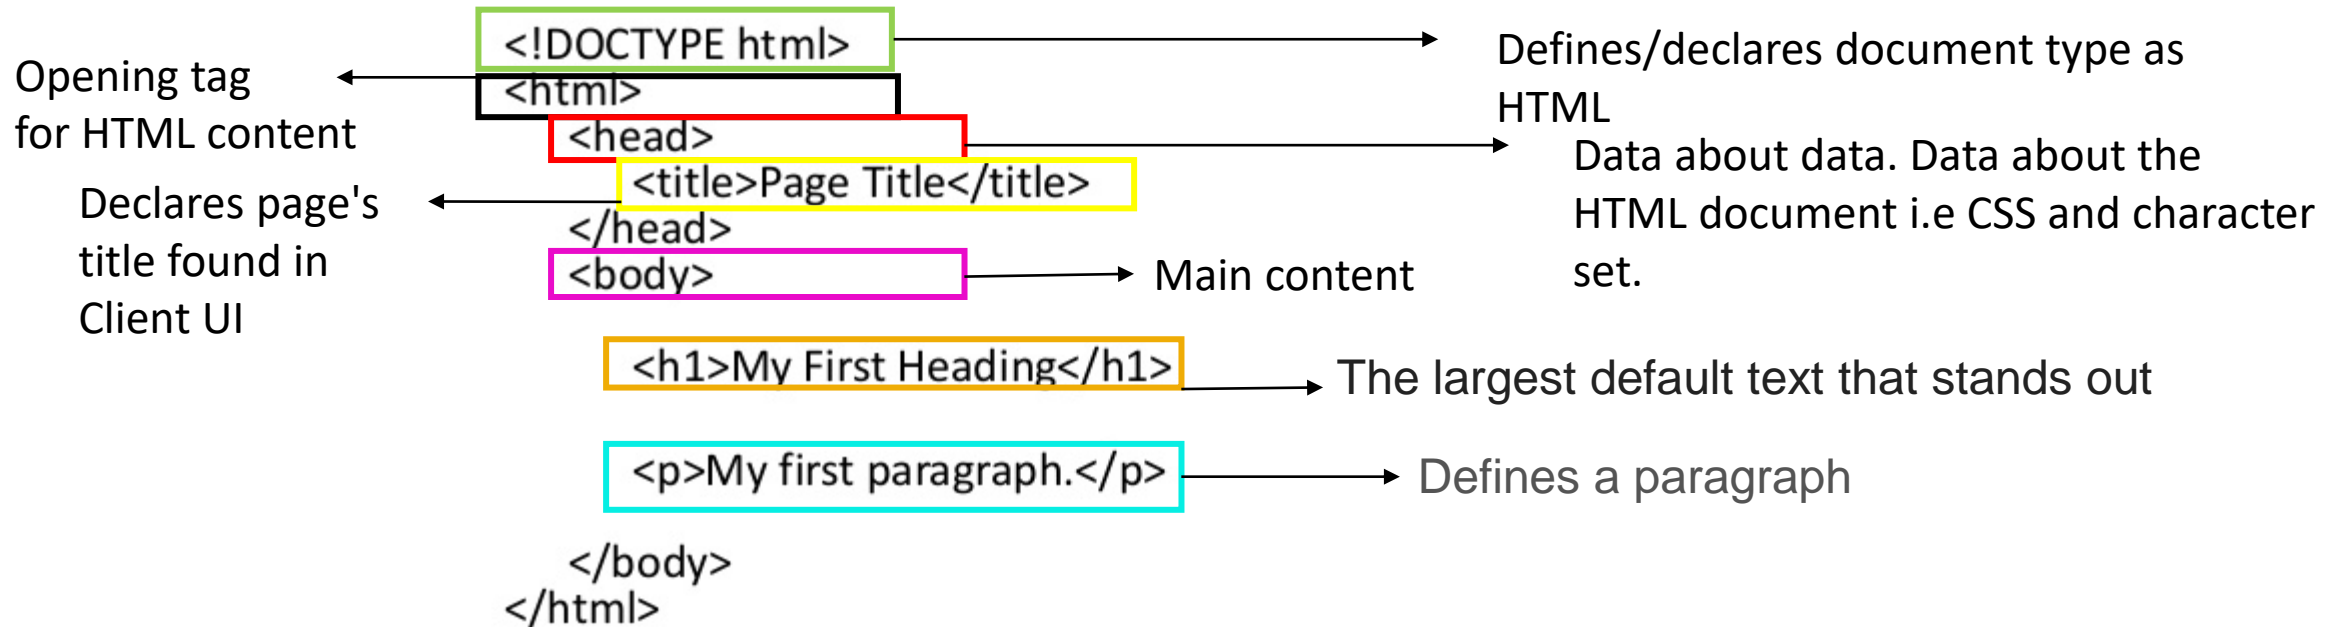 <!DOCTYPE html>
<html>
<head>
<title>Page Title</title>
</head>
<body>
<h1>My First Heading</h1>
<p>My first paragraph.</p>
</body>
</html>
Opening tag
for HTML content
Declares page's
title found in
Client UI
Defines/declares document type as
HTML
Data about data. Data about the
HTML document i.e CSS and character
set.
Main content
The largest default text that stands out
Defines a paragraph